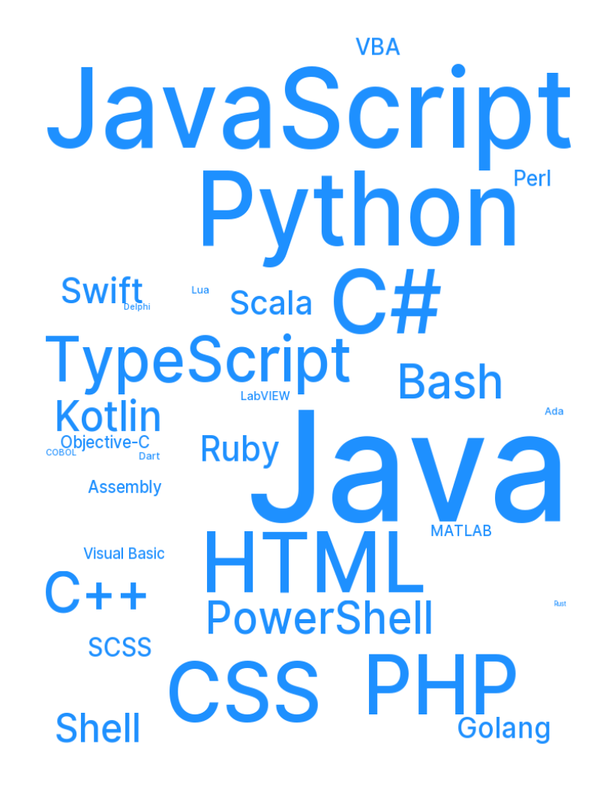 VBA
JavaScript
Python
Perl
Swift
Delphi
Lua
Scala
C#
TypeScript
Bash
LabVIEW
Kotlin
Ada
Objective-C
COBOL
Dart
Ruby
Java
Assembly
MATLAB
Visual Basic
HTML
C++
Rust
PowerShell
SCSS
CSS
PHP
Shell
Golang